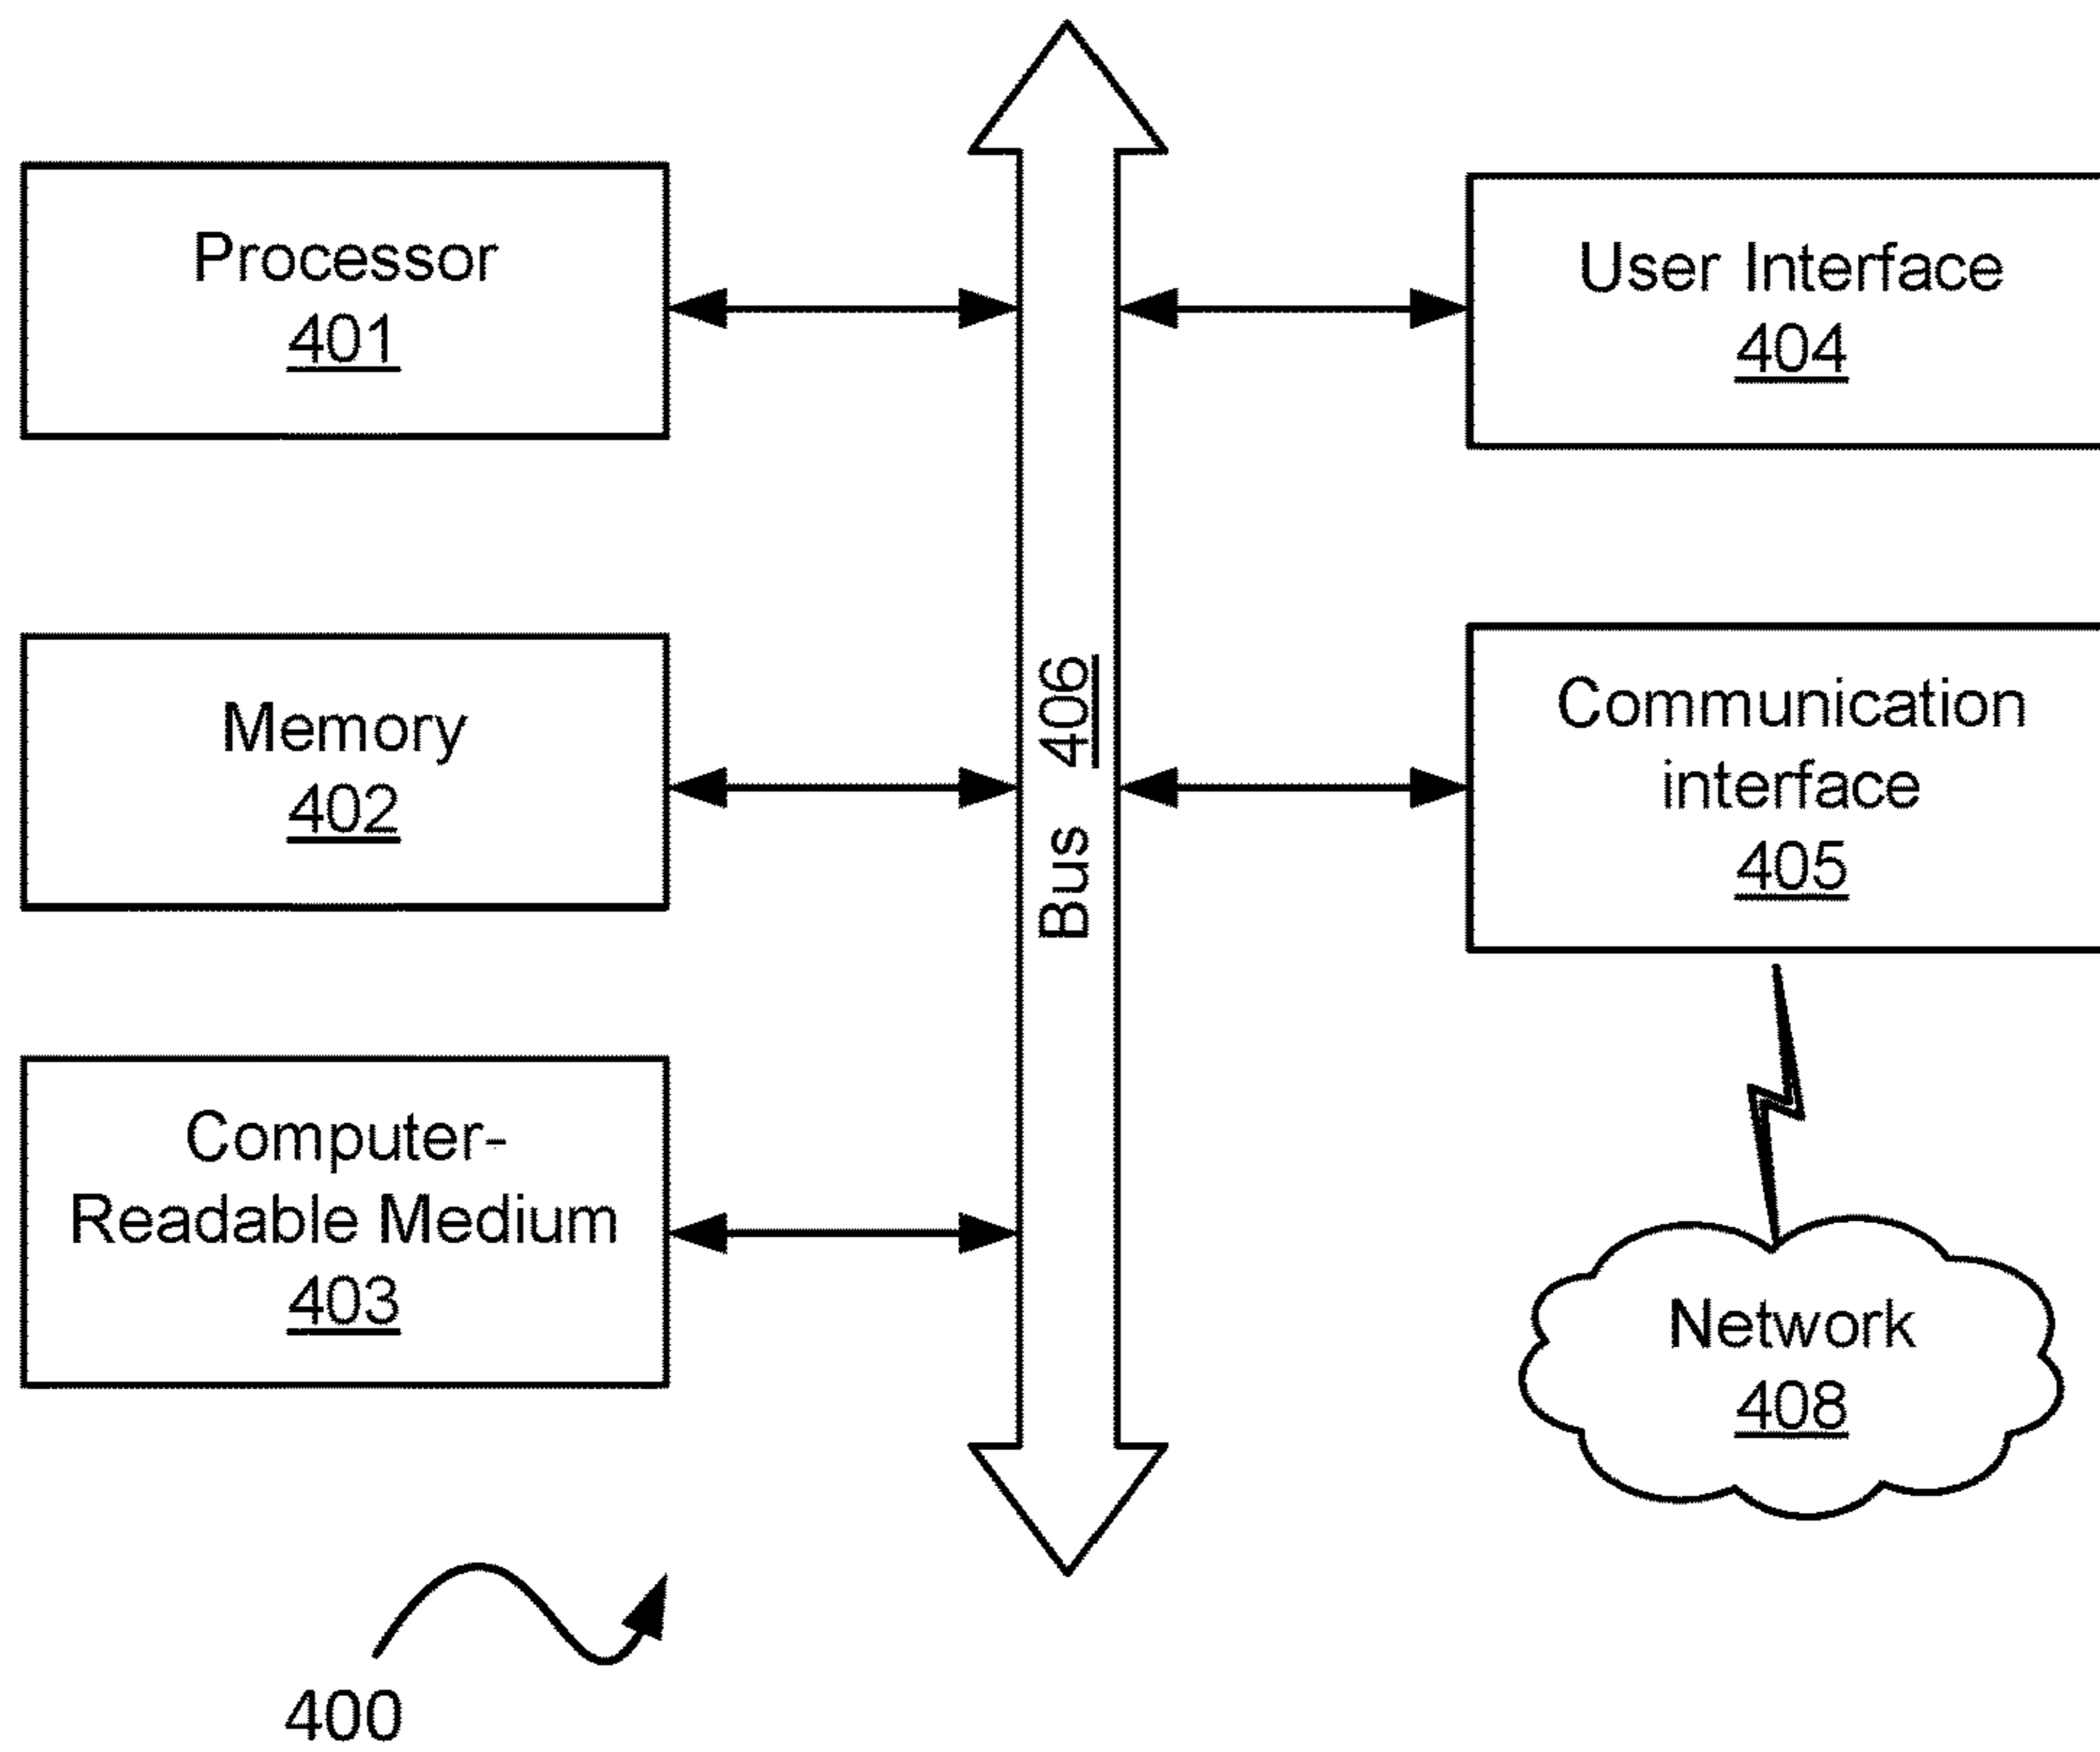 Processor
401
User Interface
404
Memory
402
Bus 406
Communication
interface
405
Computer-
Readable Medium
403
Network
408
400